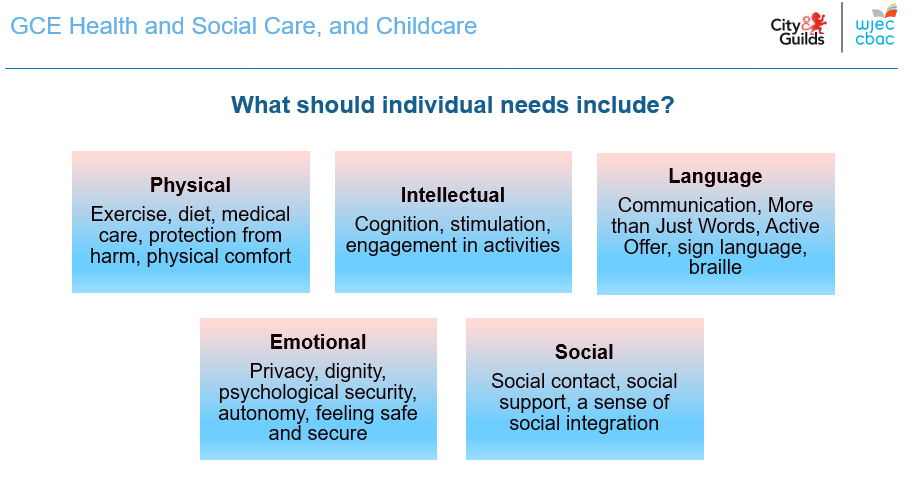 GCE Health and Social Care, and Childcare
City&
Guilds
wjec
cbac
What should individual needs include?
Physical
Exercise, diet, medical
care, protection from
harm, physical comfort
Intellectual
Cognition, stimulation,
engagement in activities
Language
Communication, More
than Just Words, Active
Offer, sign language,
braille
Emotional
Privacy, dignity,
psychological security,
autonomy, feeling safe
and secure
Social
Social contact, social
support, a sense of
social integration